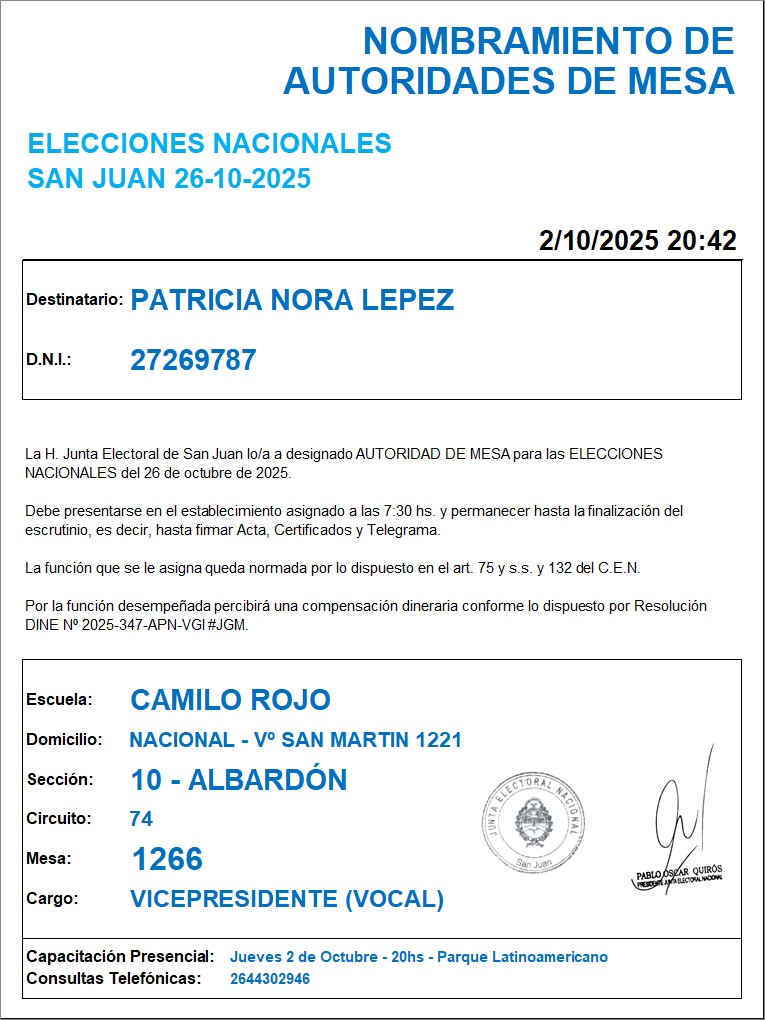 NOMBRAMIENTO DE
AUTORIDADES DE MESA
ELECCIONES NACIONALES
SAN JUAN 26-10-2025
2/10/2025 20:42
Destinatario: PATRICIA NORA LEPEZ
D.N.I.: 27269787
La H. Junta Electoral de San Juan lo/a a designado AUTORIDAD DE MESA para las ELECCIONES
NACIONALES del 26 de octubre de 2025.
Debe presentarse en el establecimiento asignado a las 7:30 hs. y permanecer hasta la finalización del
escrutinio, es decir, hasta firmar Acta, Certificados y Telegrama.
La función que se le asigna queda normada por lo dispuesto en el art. 75 y s.s. y 132 del C.E.N.
Por la función desempeñada percibirá una compensación dineraria conforme lo dispuesto por Resolución
DINE Nº 2025-347-APN-VGI#JGM.
Escuela: CAMILO ROJO
Domicilio: NACIONAL - Vº SAN MARTIN 1221
Sección: 10 - ALBARDÓN
Circuito: 74
Mesa: 1266
Cargo: VICEPRESIDENTE (VOCAL)
JUNTA ELECTORAL NACIONAL
San Juan
PABLO OSCAR QUIRÓS
PRESIDENTE JUNTA ELECTORAL NACIONAL
Capacitación Presencial: Jueves 2 de Octubre - 20hs - Parque Latinoamericano
Consultas Telefónicas: 2644302946